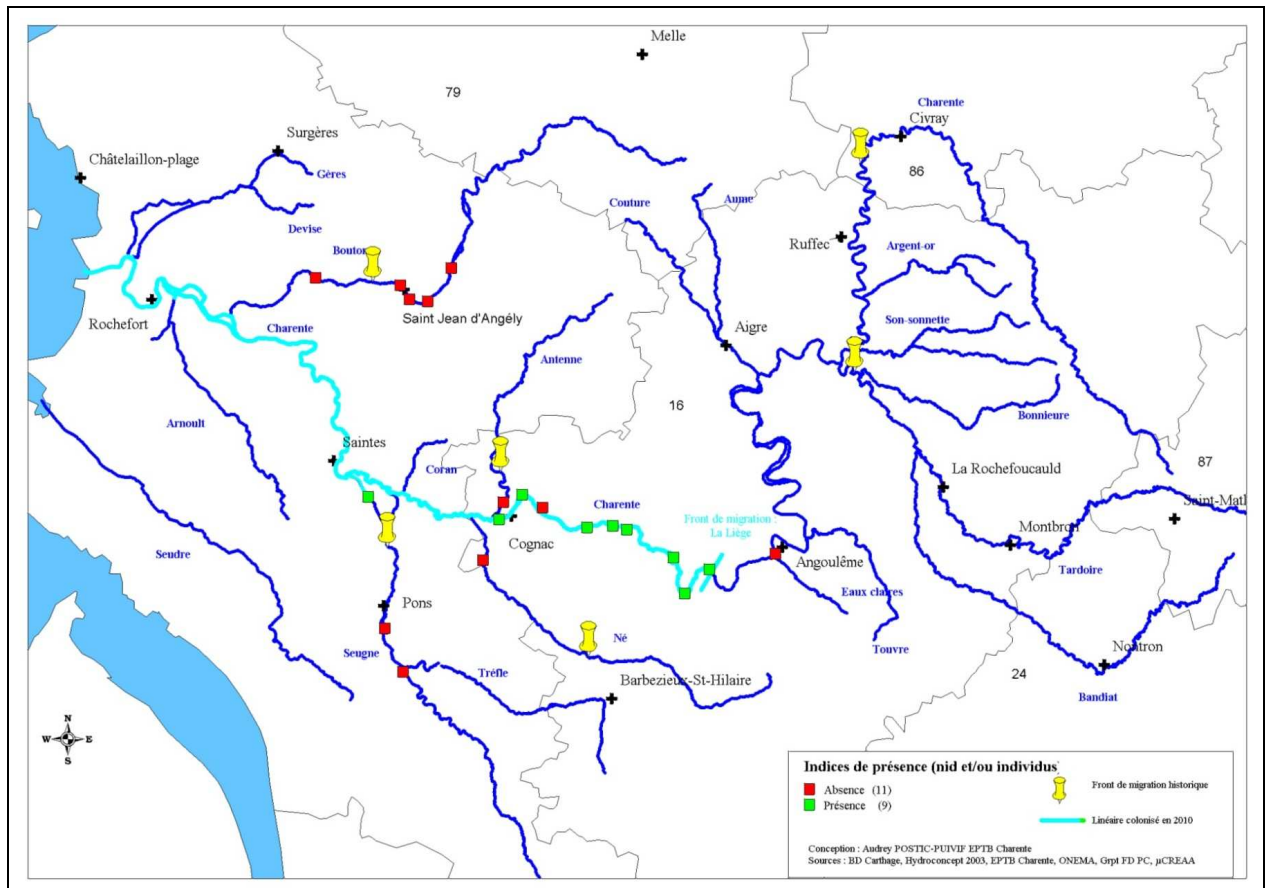 Melle
79
Charente
Civray
Surgères
Châtelaillon-plage
86
Gères
Aume
Couture
Devise
Ruffec
Argent-or
Bouton
Rochefort
Saint Jean d'Angély
Son-sonnette
Charente
Aigre
Antenne
16
Bonnieure
Arnoult
Saintes
87
La Rochefoucauld
Coran
Saint-Matl
Charente
Front de migration :
La Liège
Montbron
Cognac
Seudre
Angoulême
Tardoire
Eaux claires
Pons
Né
Touvre
Nontron
Seugne
Tréfle
24
Barbezieux-St-Hilaire
Bandiat
N
W E
S
Indices de présence (nid et/ou individus)
Absence (11)
Présence (9)
Front de migration historique
Linéaire colonisé en 2010
Conception : Audrey POSTIC-PUIVIF EPTB Charente
Sources : BD Carthage, Hydroconcept 2003, EPTB Charente, ONEMA, Grpt FD PC, µCREAA